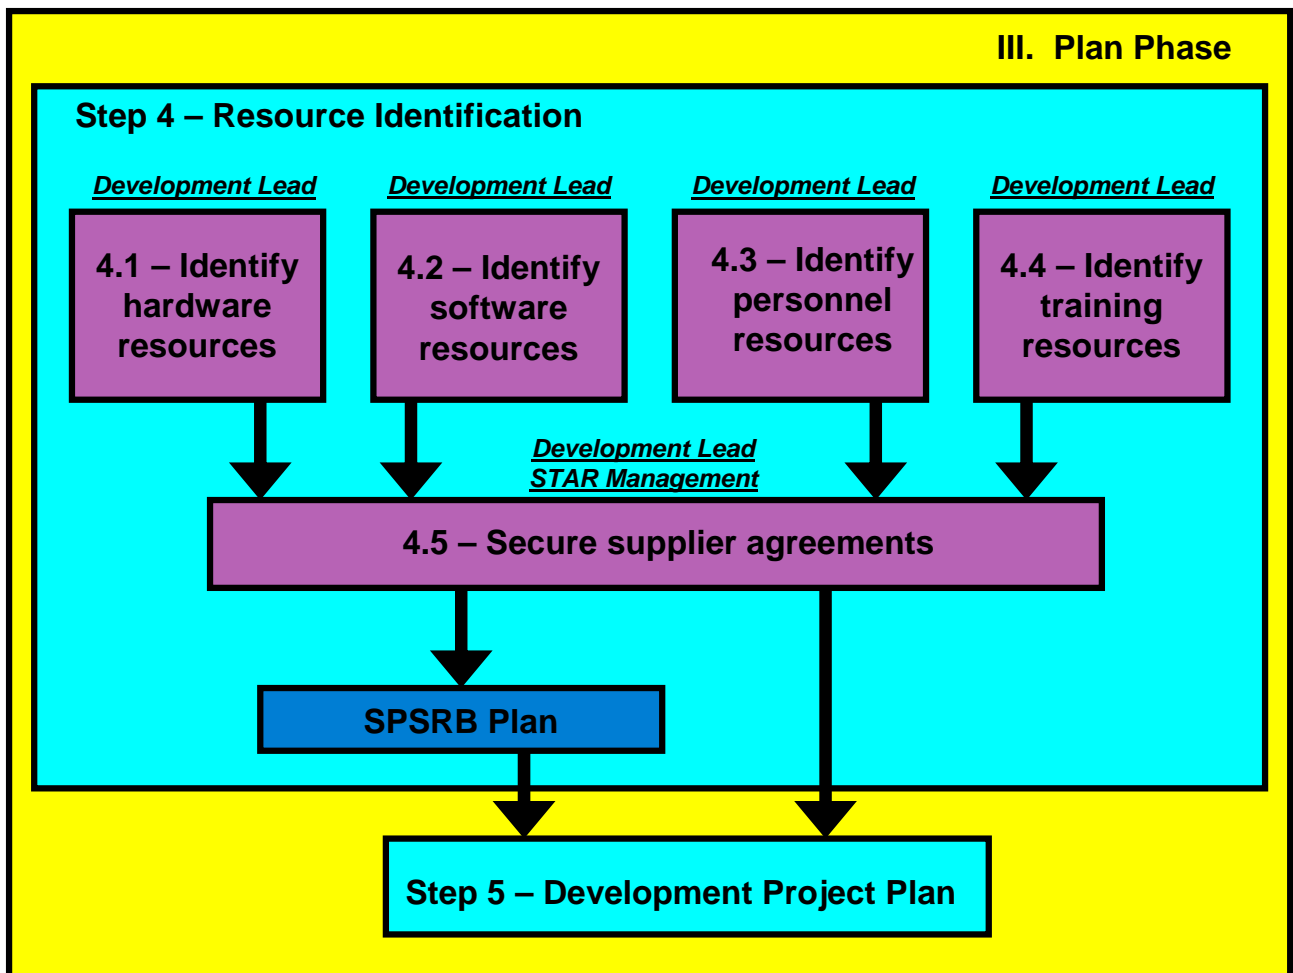 III. Plan Phase
Step 4 – Resource Identification
Development Lead
Development Lead
Development Lead
Development Lead
4.1 – Identify
hardware
resources
4.2 – Identify
software
resources
4.3 – Identify
personnel
resources
4.4 – Identify
training
resources
Development Lead
STAR Management
4.5 – Secure supplier agreements
SPSRB Plan
Step 5 – Development Project Plan